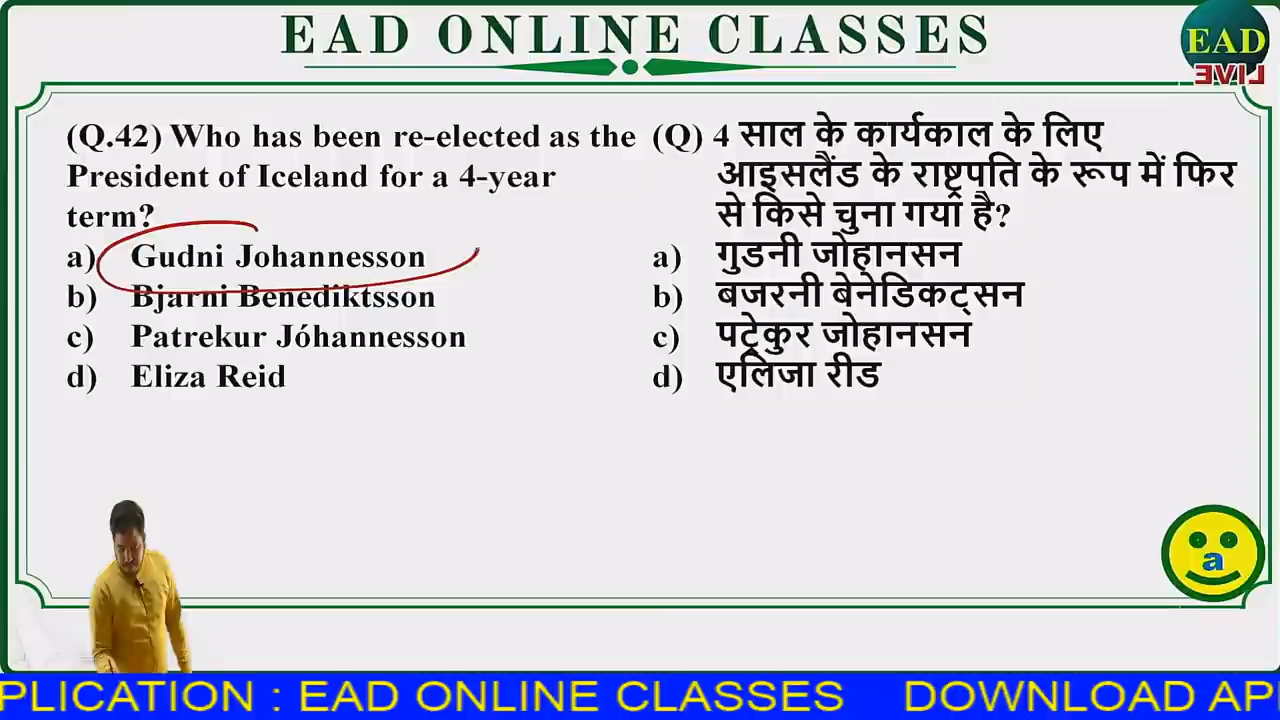 EAD ONLINE CLASSES
EAD
LIVE
(Q.42) Who has been re-elected as the
President of Iceland for a 4-year
term?
a) Gudni Johannesson
b) Bjarni Benediktsson
c) Patrekur Jóhannesson
d) Eliza Reid
(Q) 4 साल के कार्यकाल के लिए
आइसलैंड के राष्ट्रपति के रूप में फिर
से किसे चुना गया है?
a) गुडनी जोहानसन
b) बजरनी बेनेडिकट्सन
c) पट्रेकुर जोहानसन
d) एलिजा रीड
a
PLICATION : EAD ONLINE CLASSES DOWNLOAD AP